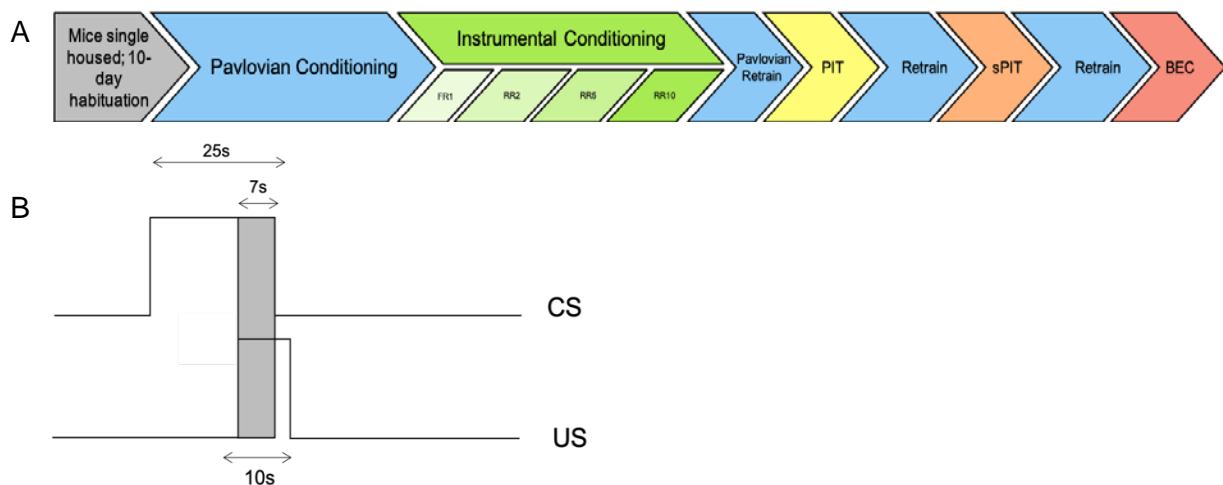 A
Mice single
housed; 10-
day
habituation
Pavlovian Conditioning
Instrumental Conditioning
FR1
RR2
RR5
RR10
Pavlovian
Retrain
PIT
Retrain
sPIT
Retrain
BEC
25s
7s
B
CS
US
10s